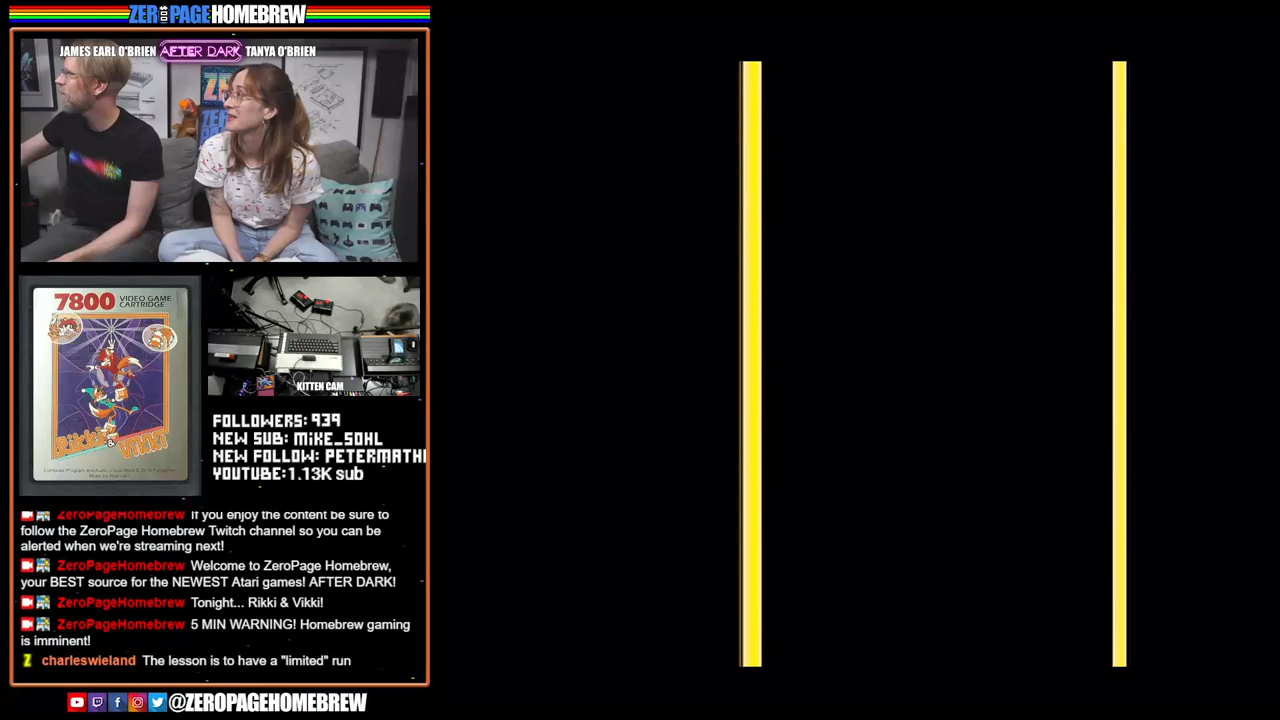 ZEROPAGE HOMEBREW
JAMES EARL O'BRIEN AFTER DARK TANYA O'BRIEN
7800 VIDEO GAME
CARTRIDGE
Rikki & VIKKI
KITTEN CAM
FOLLOWERS: 939
NEW SUB: MIKE_SOHL
NEW FOLLOW: PETERMATH
YOUTUBE: 1.13K sub
ZeroPageHomebrew If you enjoy the content be sure to
follow the ZeroPage Homebrew Twitch channel so you can be
alerted when we're streaming next!
ZeroPageHomebrew Welcome to ZeroPage Homebrew,
your BEST source for the NEWEST Atari games! AFTER DARK!
ZeroPageHomebrew Tonight... Rikki & Vikki!
ZeroPageHomebrew 5 MIN WARNING! Homebrew gaming
is imminent!
charleswieland The lesson is to have a "limited" run
@ZEROPAGEHOMEBREW